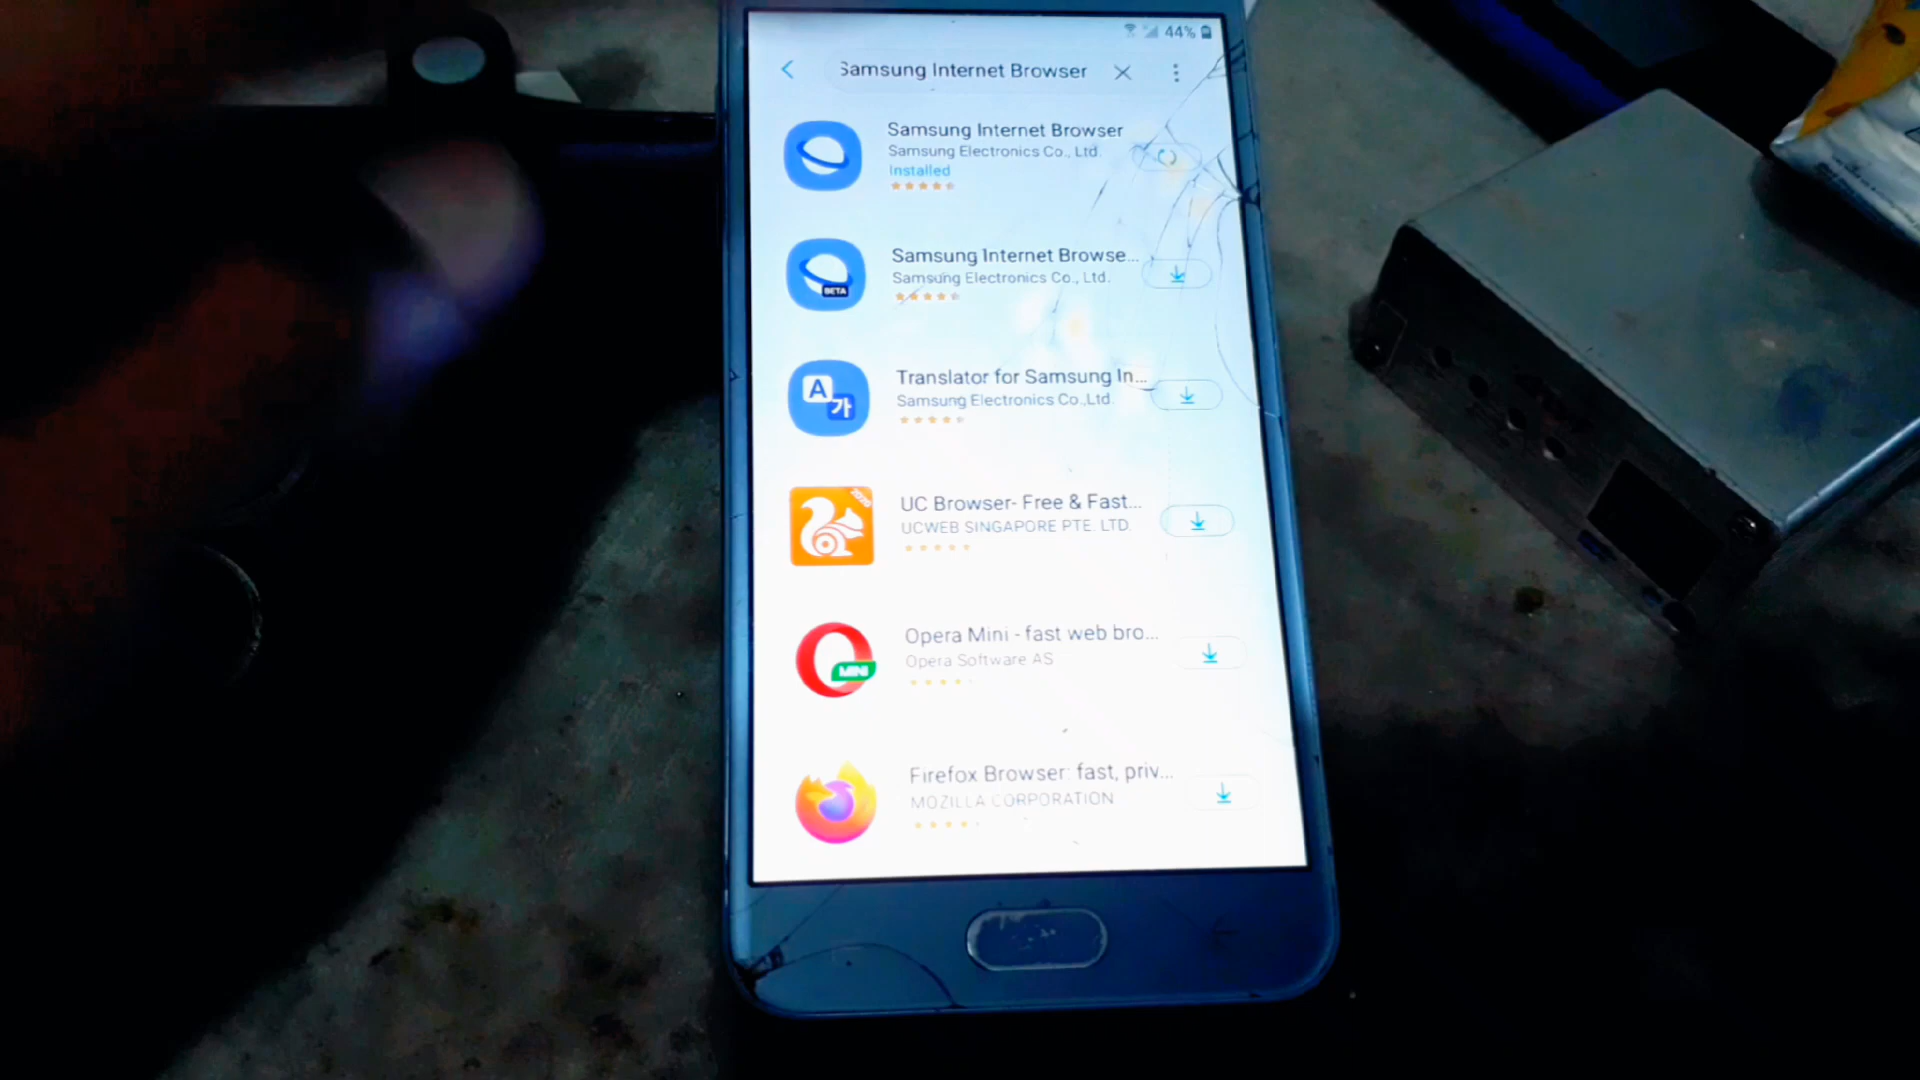 44%
Samsung Internet Browser
Samsung Internet Browser
Samsung Electronics Co., Ltd.
Installed
Samsung Internet Browse...
Samsung Electronics Co., Ltd.
BETA
Translator for Samsung In...
Samsung Electronics Co.,Ltd.
A
가
UC Browser- Free & Fast...
UCWEB SINGAPORE PTE. LTD.
2020
Opera Mini - fast web bro...
Opera Software AS
MINI
Firefox Browser: fast, priv...
MOZILLA CORPORATION